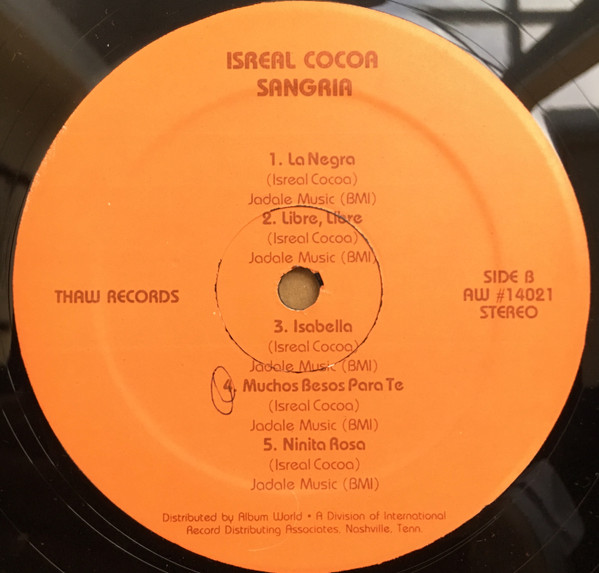 ISREAL COCOA
SANGRIA
1. La Negra
(Isreal Cocoa)
Jadale Music (BMI)
2. Libre, Libre
(Isreal Cocoa)
Jadale Music (BMI)
THAW RECORDS
SIDE B
AW #14021
STEREO
3. Isabella
(Isreal Cocoa)
Jadale Music (BMI)
4. Muchos Besos Para Te
(Isreal Cocoa)
Jadale Music (BMI)
5. Ninita Rosa
(Isreal Cocoa)
Jadale Music (BMI)
Distributed by Album World • A Division of International
Record Distributing Associates, Nashville, Tenn.